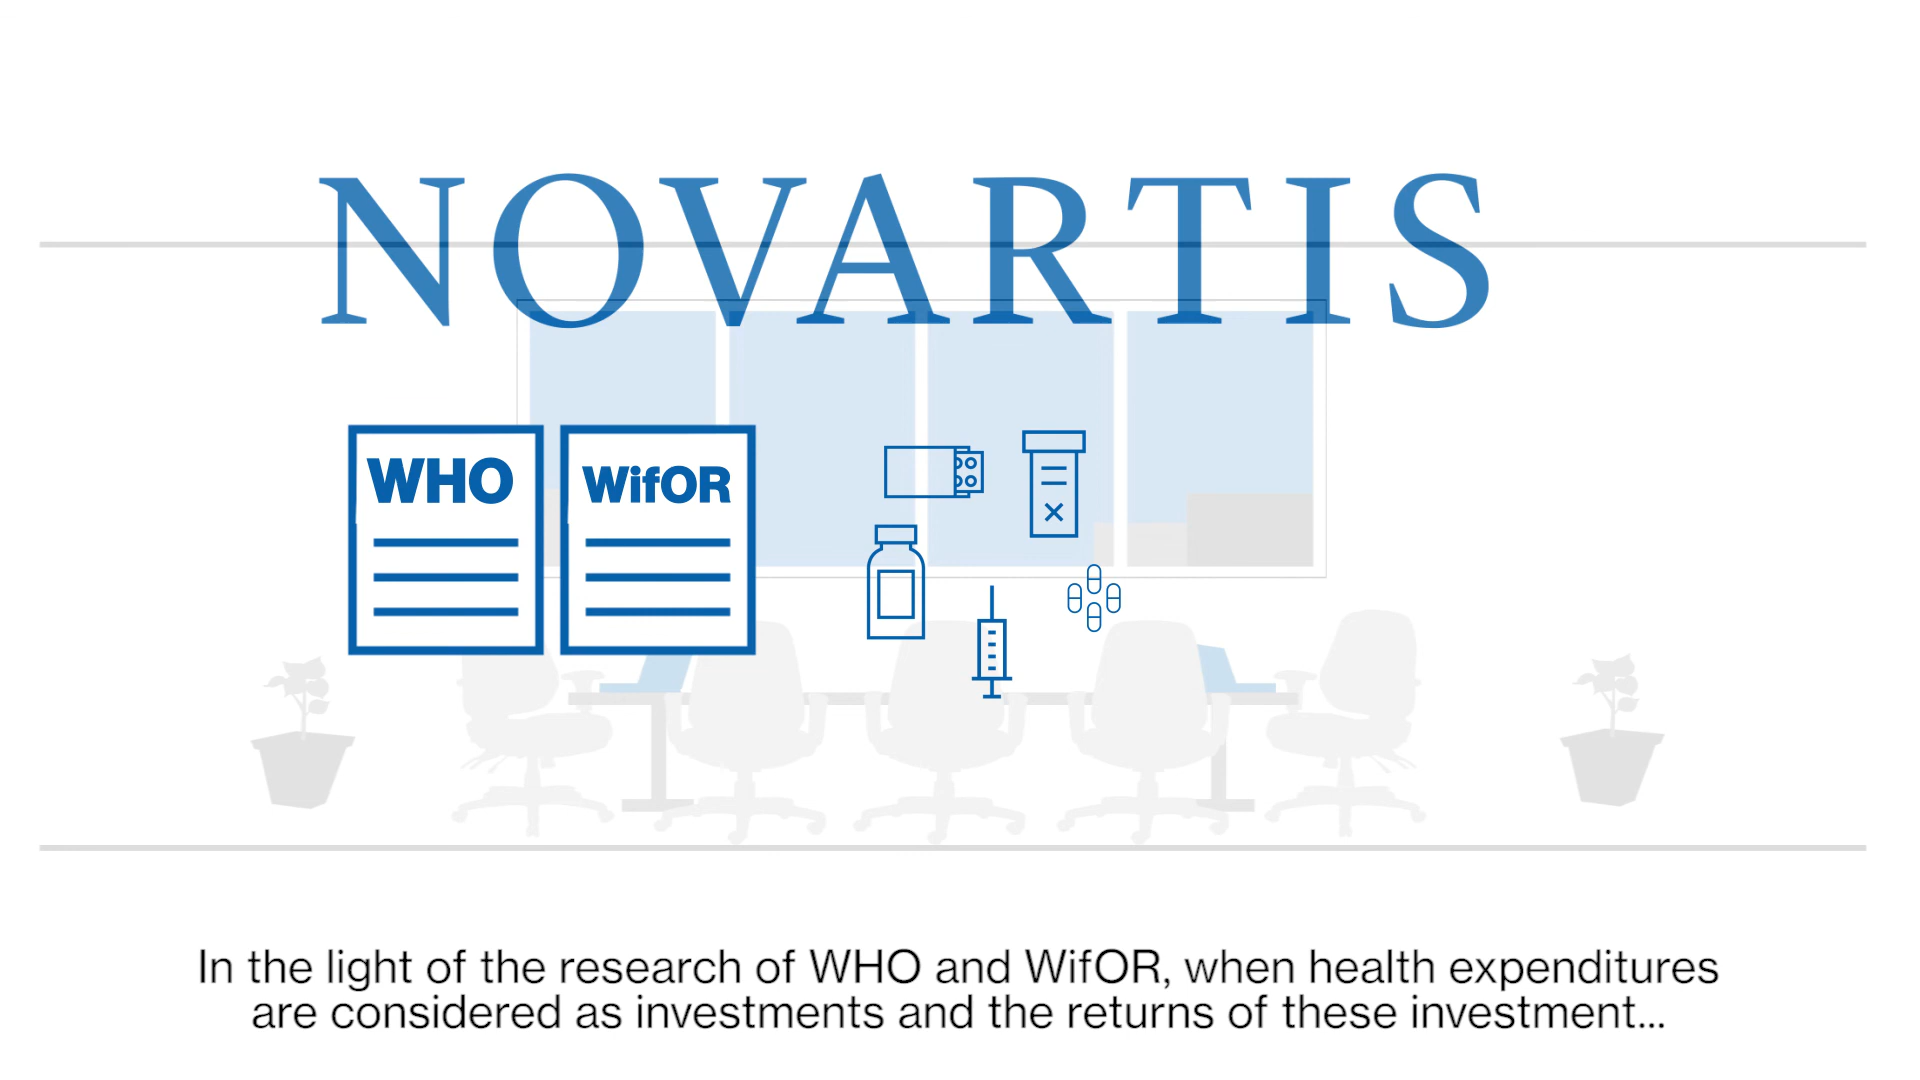 NOVARTIS
WHO
WifOR
In the light of the research of WHO and WifOR, when health expenditures
are considered as investments and the returns of these investment...